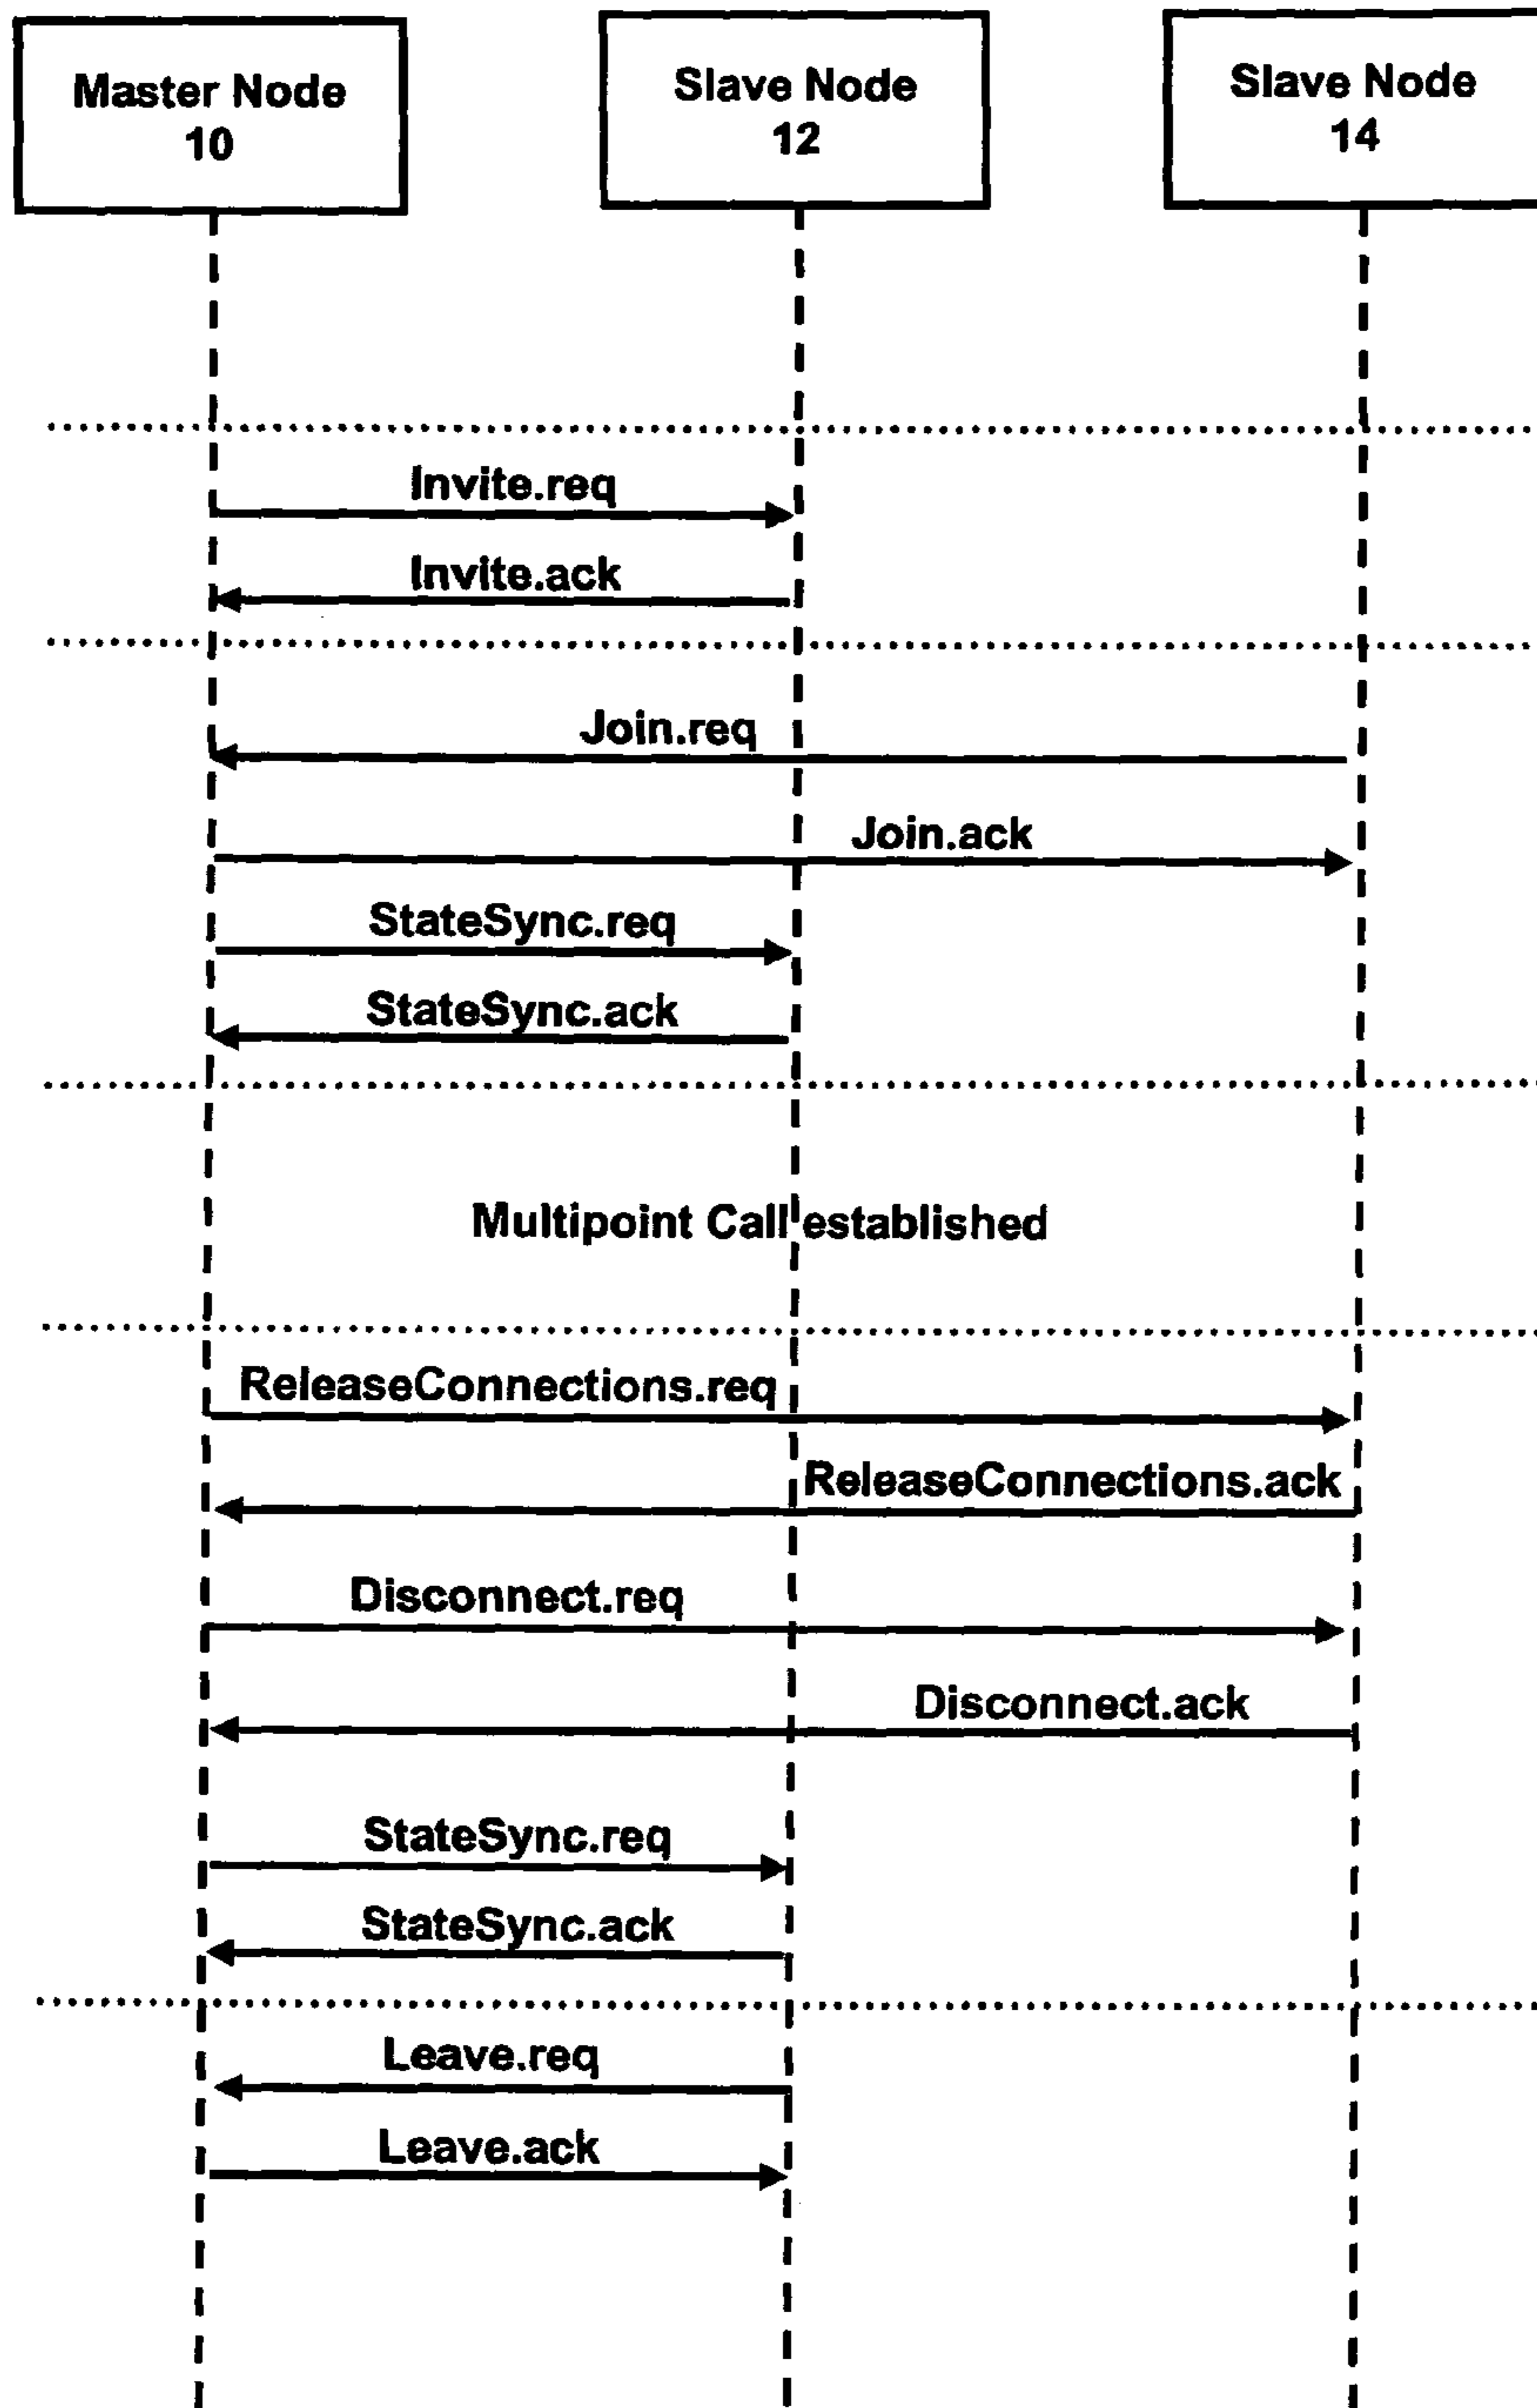 Master Node
10
Slave Node
12
Slave Node
14
Invite.req
Invite.ack
Join.req
Join.ack
StateSync.req
StateSync.ack
Multipoint Call established
ReleaseConnections.req
ReleaseConnections.ack
Disconnect.req
Disconnect.ack
StateSync.req
StateSync.ack
Leave.req
Leave.ack